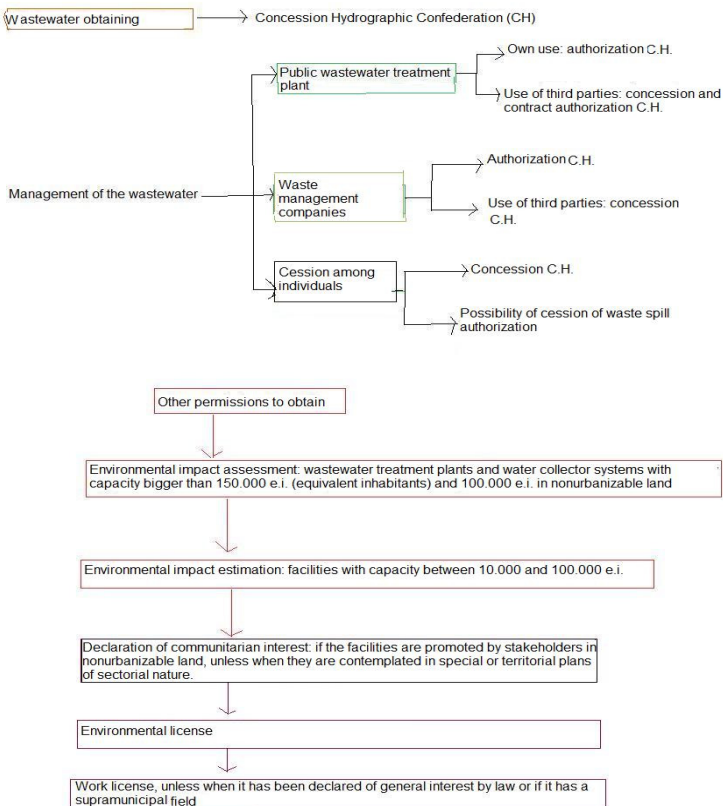 Wastewater obtaining
Concession Hydrographic Confederation (CH)
Public wastewater treatment
plant
Own use: authorization C.H.
Use of third parties: concession and
contract authorization C.H.
Management of the wastewater
Waste
management
companies
Authorization C.H.
Use of third parties: concession
C.H.
Cession among
individuals
Concession C.H.
Possibility of cession of waste spill
authorization
Other permissions to obtain
Environmental impact assessment: wastewater treatment plants and water collector systems with
capacity bigger than 150.000 e.i. (equivalent inhabitants) and 100.000 e.i. in nonurbanizable land
Environmental impact estimation: facilities with capacity between 10.000 and 100.000 e.i.
Declaration of communitarian interest: if the facilities are promoted by stakeholders in
nonurbanizable land, unless when they are contemplated in special or territorial plans
of sectorial nature.
Environmental license
Work license, unless when it has been declared of general interest by law or if it has a
supramunicipal field